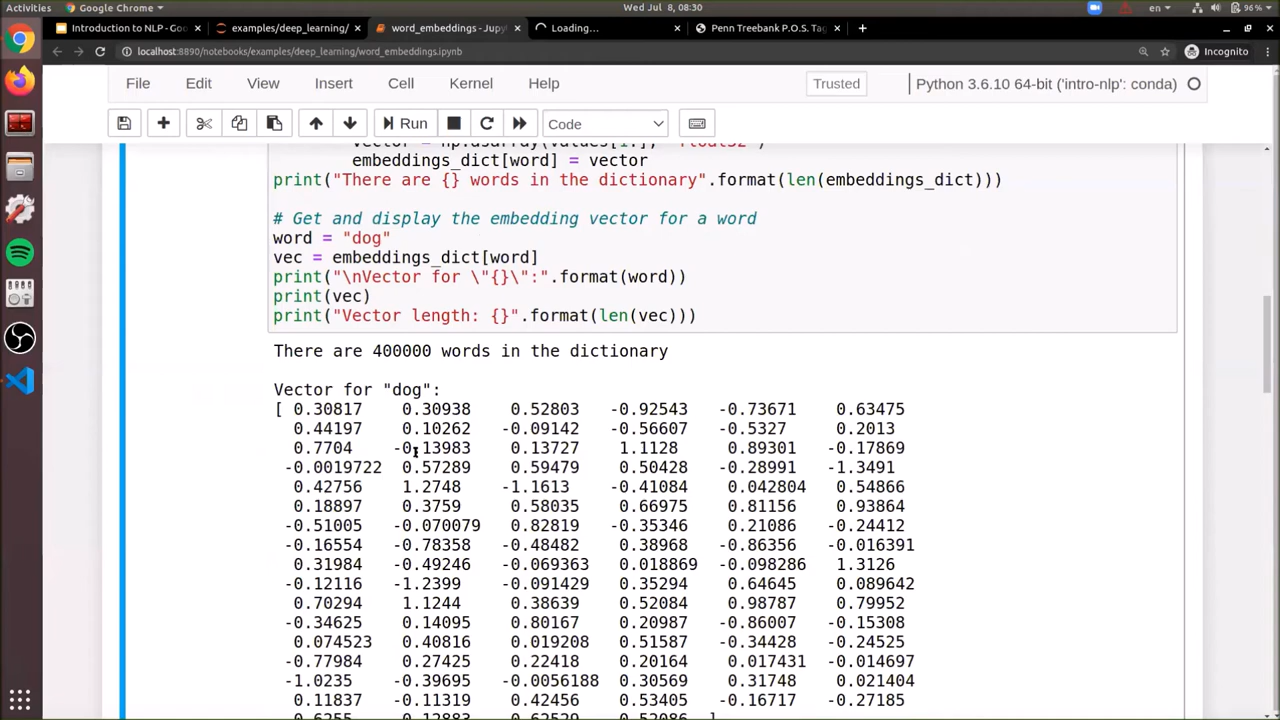 Activities Google Chrome Wed Jul 8, 08:30 en 96%
Introduction to NLP - Goo examples/deep_learning/ word_embeddings - Jupyt Loading... Penn Treebank P.O.S. Tag
localhost:8890/notebooks/examples/deep_learning/word_embeddings.ipynb Incognito
File Edit View Insert Cell Kernel Help Trusted Python 3.6.10 64-bit ('intro-nlp': conda)
Run Code
embeddings_dict[word] = vector
print("There are {} words in the dictionary".format(len(embeddings_dict)))
# Get and display the embedding vector for a word
word = "dog"
vec = embeddings_dict[word]
print("\nVector for \"{}\":".format(word))
print(vec)
print("Vector length: {}".format(len(vec)))
There are 400000 words in the dictionary
Vector for "dog":
[ 0.30817 0.30938 0.52803 -0.92543 -0.73671 0.63475
0.44197 0.10262 -0.09142 -0.56607 -0.5327 0.2013
0.7704 -0.13983 0.13727 1.1128 0.89301 -0.17869
-0.0019722 0.57289 0.59479 0.50428 -0.28991 -1.3491
0.42756 1.2748 -1.1613 -0.41084 0.042804 0.54866
0.18897 0.3759 0.58035 0.66975 0.81156 0.93864
-0.51005 -0.070079 0.82819 -0.35346 0.21086 -0.24412
-0.16554 -0.78358 -0.48482 0.38968 -0.86356 -0.016391
0.31984 -0.49246 -0.069363 0.018869 -0.098286 1.3126
-0.12116 -1.2399 -0.091429 0.35294 0.64645 0.089642
0.70294 1.1244 0.38639 0.52084 0.98787 0.79952
-0.34625 0.14095 0.80167 0.20987 -0.86007 -0.15308
0.074523 0.40816 0.019208 0.51587 -0.34428 -0.24525
-0.77984 0.27425 0.22418 0.20164 0.017431 -0.014697
-1.0235 -0.39695 -0.0056188 0.30569 0.31748 0.021404
0.11837 -0.11319 0.42456 0.53405 -0.16717 -0.27185